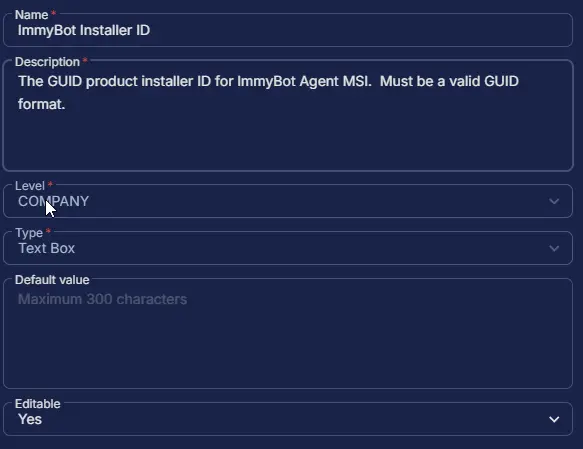 Name *
ImmyBot Installer ID
Description *
The GUID product installer ID for ImmyBot Agent MSI.  Must be a valid GUID
format.
Level *
COMPANY
Type *
Text Box
Default value
Maximum 300 characters
Editable
Yes